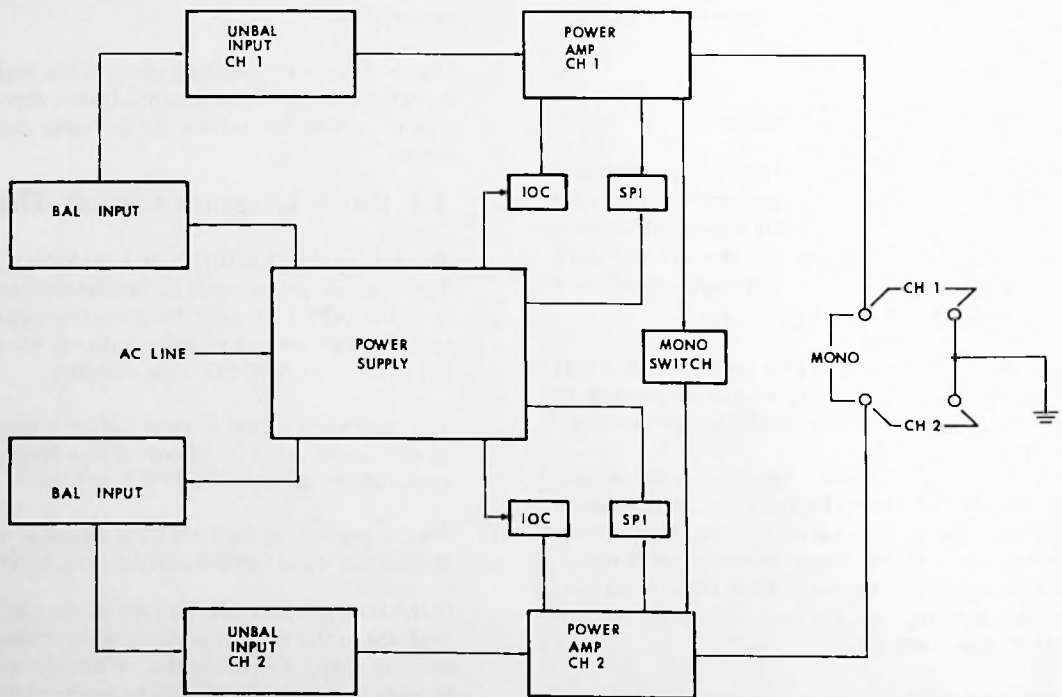 UNBAL
INPUT
CH 1
POWER
AMP
CH 1
BAL INPUT
IOC
SPI
AC LINE
POWER
SUPPLY
MONO
SWITCH
CH 1
MONO
CH 2
BAL INPUT
IOC
SPI
UNBAL
INPUT
CH 2
POWER
AMP
CH 2